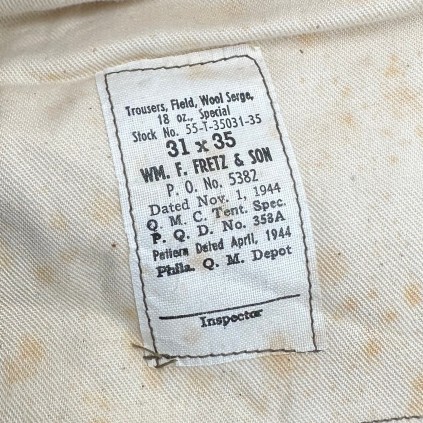 Trousers, Field, Wool Serge,
18 oz., Special
Stock No. 55-T-35031-35
31 x 35
WM. F. FRETZ & SON
P. O. No. 5382
Dated Nov. 1, 1944
Q. M. C. Tent. Spec.
P. Q. D. No. 353A
Pattern Dated April, 1944
Phila. Q. M. Depot
Inspector